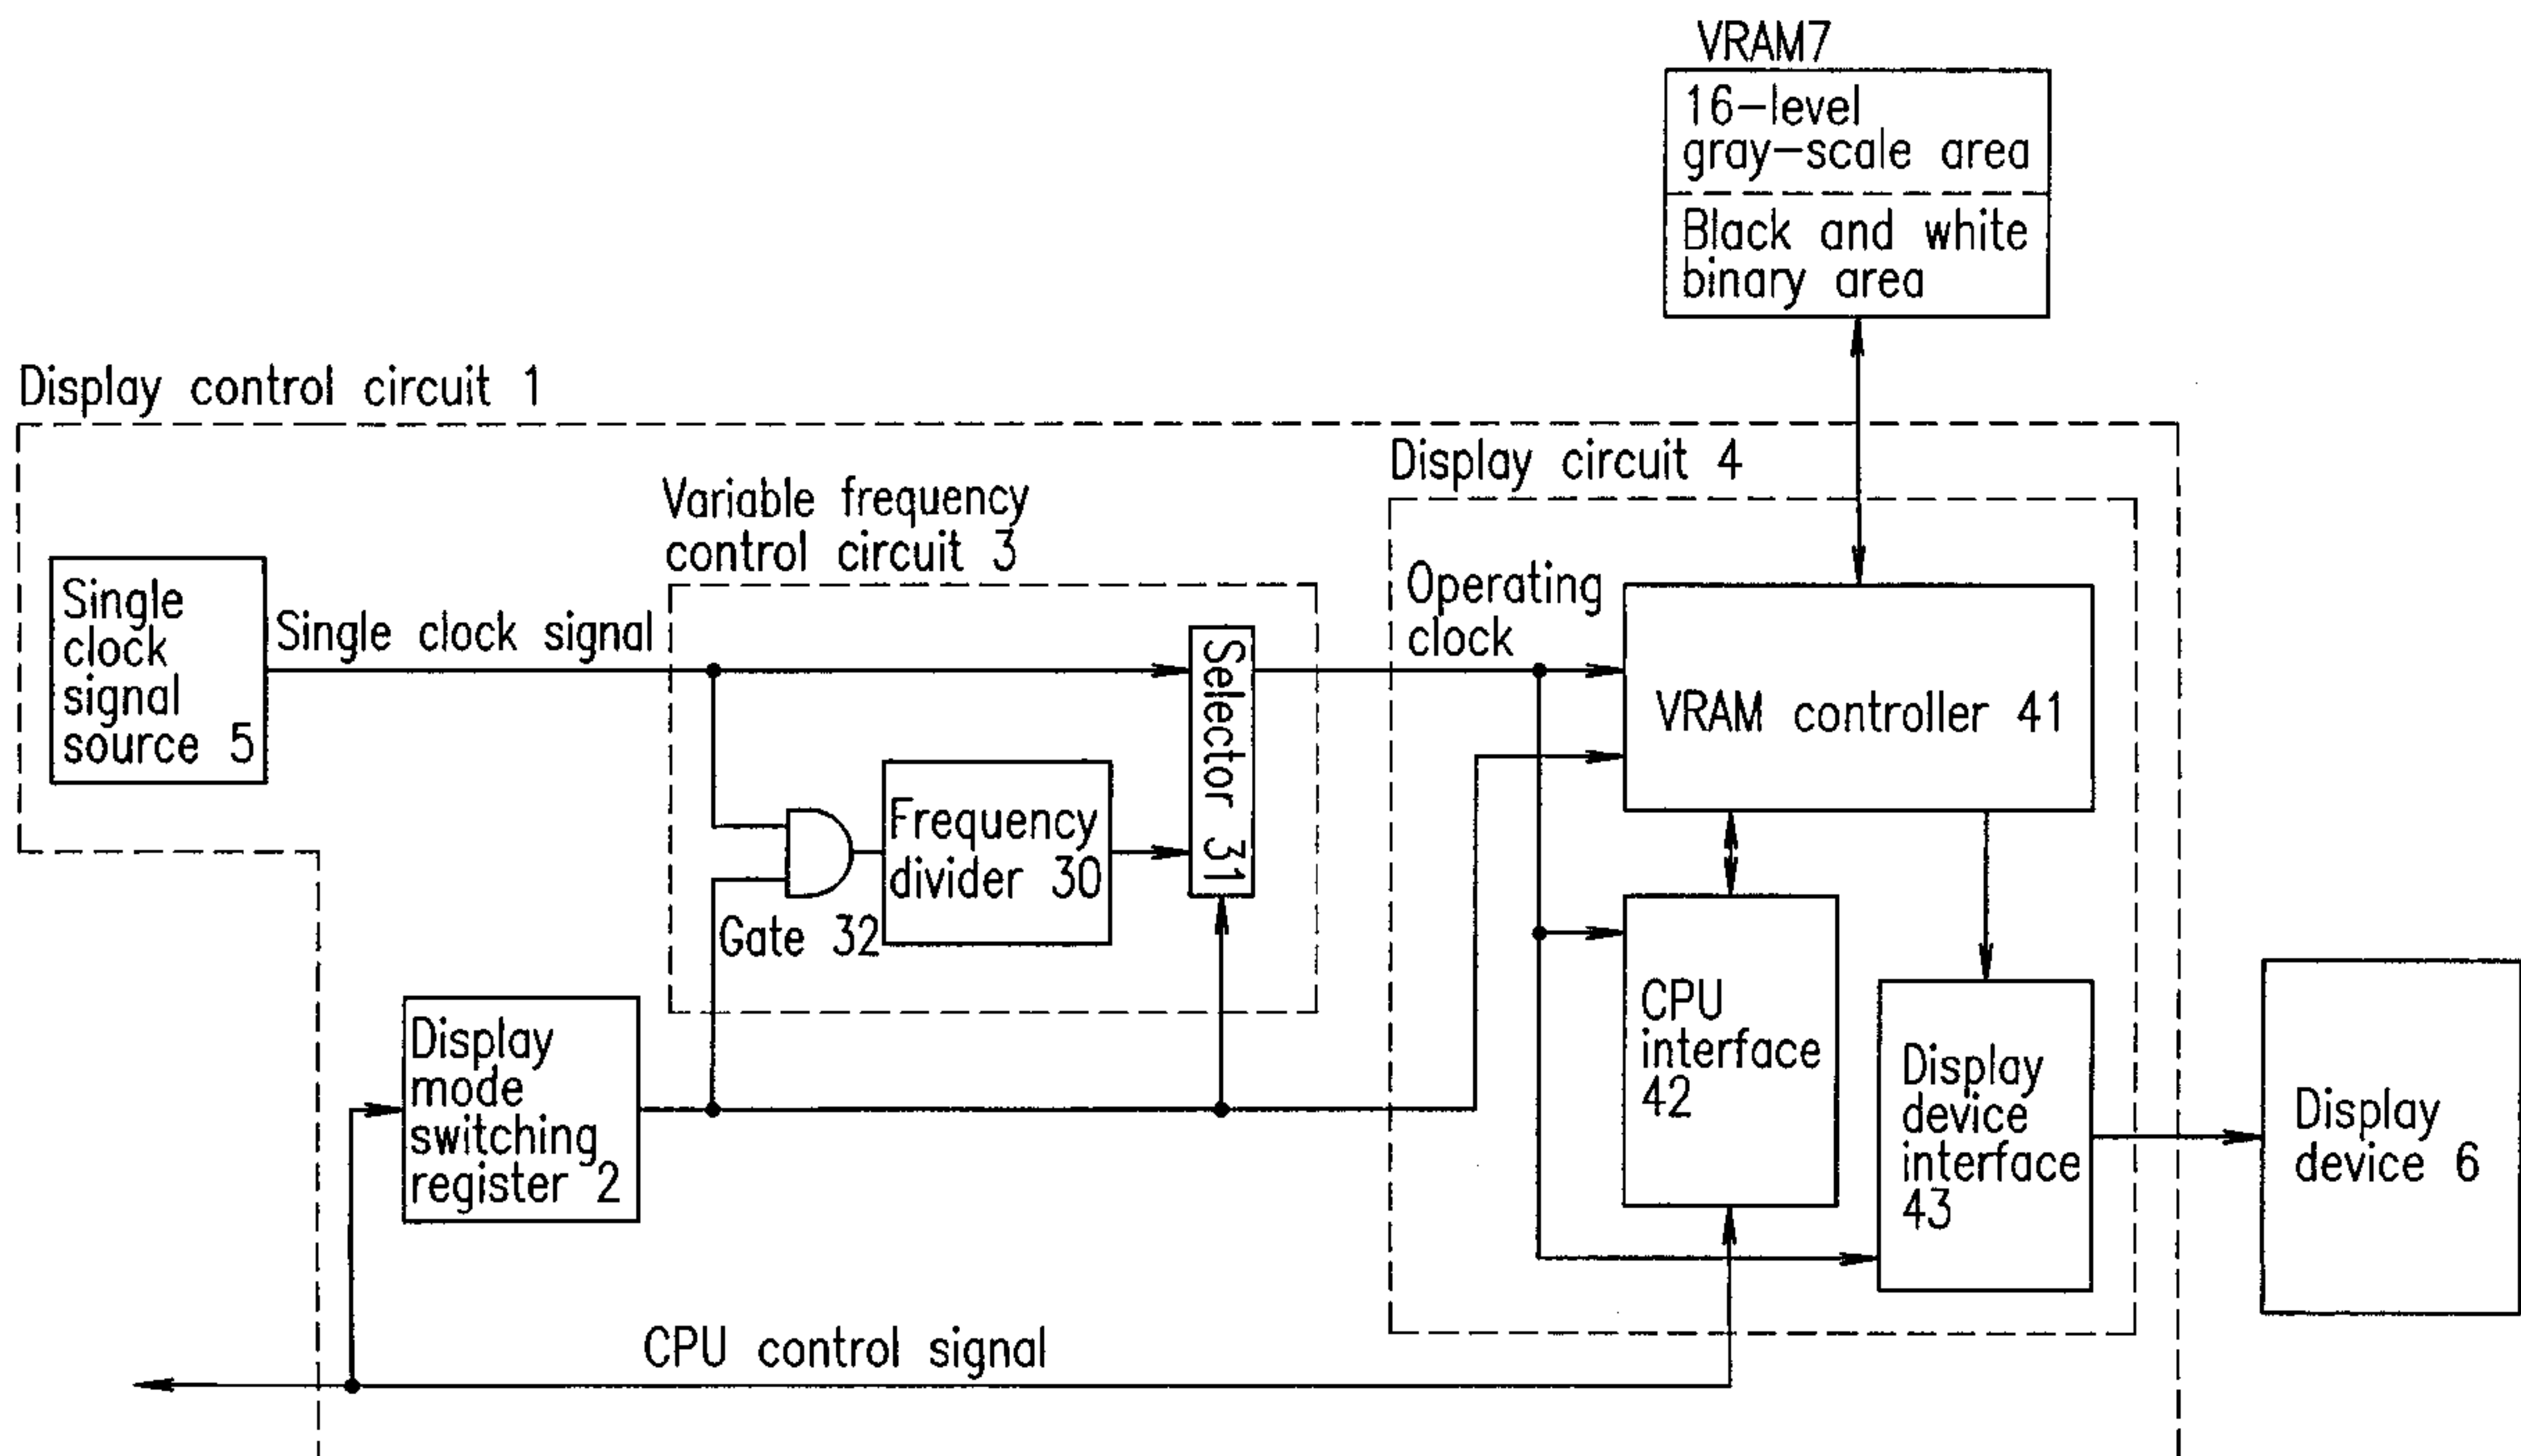 VRAM7
16-level
gray-scale area
Black and white
binary area
Display control circuit 1
Display circuit 4
Variable frequency
control circuit 3
Single
clock
signal
source 5
Single clock signal
Selector 31
Operating
clock
VRAM controller 41
Frequency
divider 30
Gate 32
Display
mode
switching
register 2
CPU
interface
42
Display
device
interface
43
Display
device 6
CPU control signal